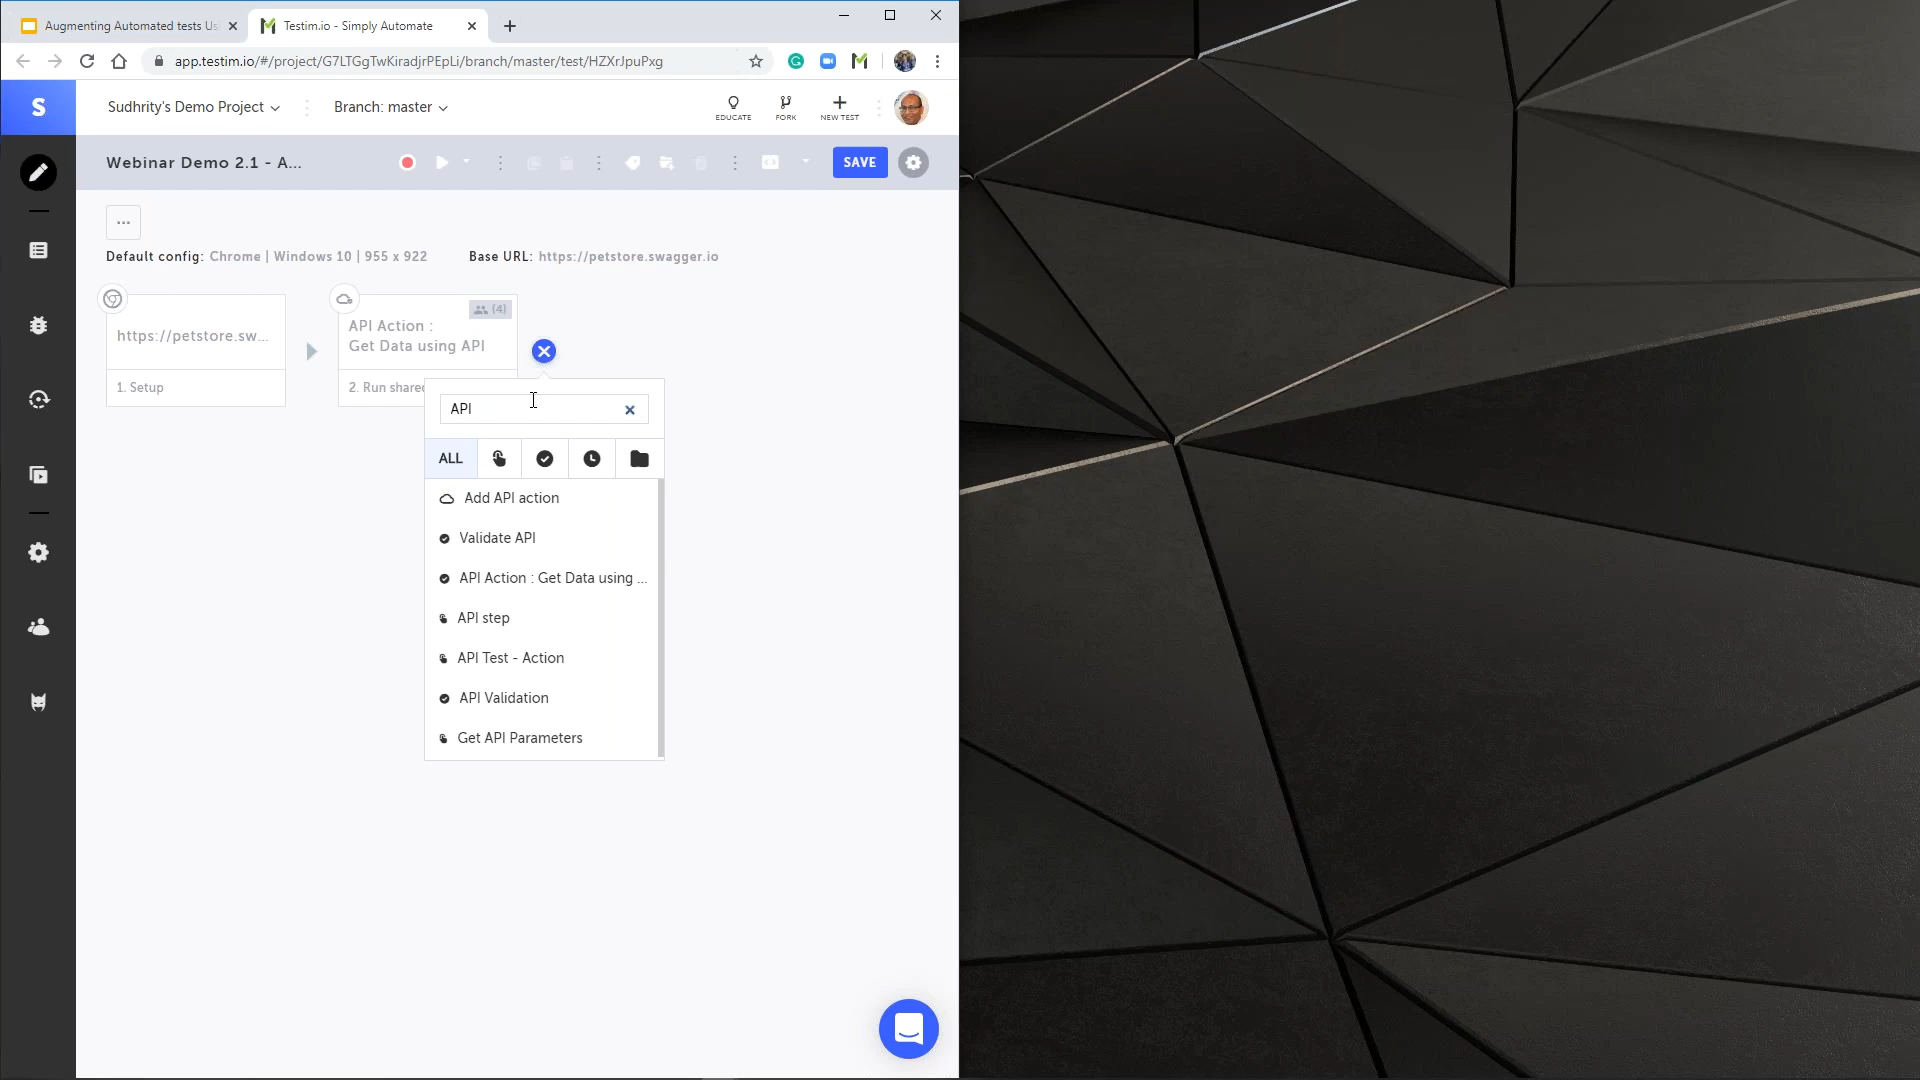 Augmenting Automated tests Us
Testim.io - Simply Automate
app.testim.io/#/project/G7LTGgTwKiradjrPEpLi/branch/master/test/HZXrJpuPxg
S
Sudhrity's Demo Project
Branch: master
EDUCATE
FORK
NEW TEST
Webinar Demo 2.1 - A...
SAVE
...
Default config: Chrome | Windows 10 | 955 x 922
Base URL: https://petstore.swagger.io
(4)
https://petstore.sw...
API Action :
Get Data using API
1. Setup
2. Run share
API
ALL
Add API action
Validate API
API Action : Get Data using ...
API step
API Test - Action
API Validation
Get API Parameters